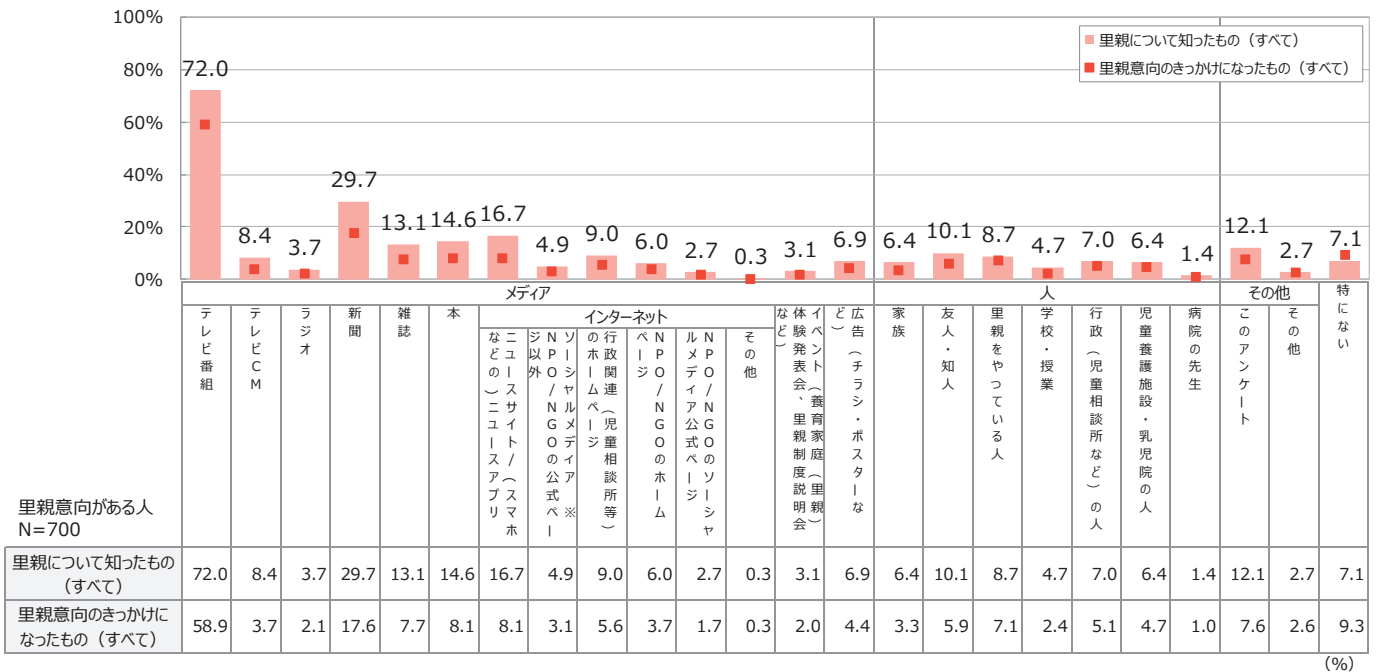 100%
80%
60%
40%
20%
0%
里親について知ったもの（すべて）
里親意向のきっかけになったもの（すべて）
72.0
8.4
3.7
29.7
13.1
14.6
16.7
4.9
9.0
6.0
2.7
0.3
3.1
6.9
6.4
10.1
8.7
4.7
7.0
6.4
1.4
12.1
2.7
7.1
メディア
人
その他
特にない
インターネット
テレビ番組
テレビCM
ラジオ
新聞
雑誌
本
ニュースサイト/（スマホ
などの）ニュースアプリ
ソーシャルメディア※
NPO/NGOの公式ペー
ジ以外
行政関連（児童相談所等）
のホームページ
NPO/NGOのホーム
ページ
NPO/NGOのソーシャ
ルメディア公式ページ
その他
イベント（養育家庭（里親）
体験発表会、里親制度説明会
など）
広告（チラシ・ポスターな
ど）
家族
友人・知人
里親をやっている人
学校・授業
行政（児童相談所など）の人
児童養護施設・乳児院の人
病院の先生
このアンケート
その他
里親意向がある人
N=700
里親について知ったもの
（すべて）
72.0 8.4 3.7 29.7 13.1 14.6 16.7 4.9 9.0 6.0 2.7 0.3 3.1 6.9 6.4 10.1 8.7 4.7 7.0 6.4 1.4 12.1 2.7 7.1
里親意向のきっかけに
なったもの（すべて）
58.9 3.7 2.1 17.6 7.7 8.1 8.1 3.1 5.6 3.7 1.7 0.3 2.0 4.4 3.3 5.9 7.1 2.4 5.1 4.7 1.0 7.6 2.6 9.3
(%)